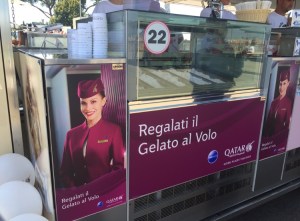 22
Regalati il
Gelato al Volo
QATAR
Regalati il
Gelato al Volo